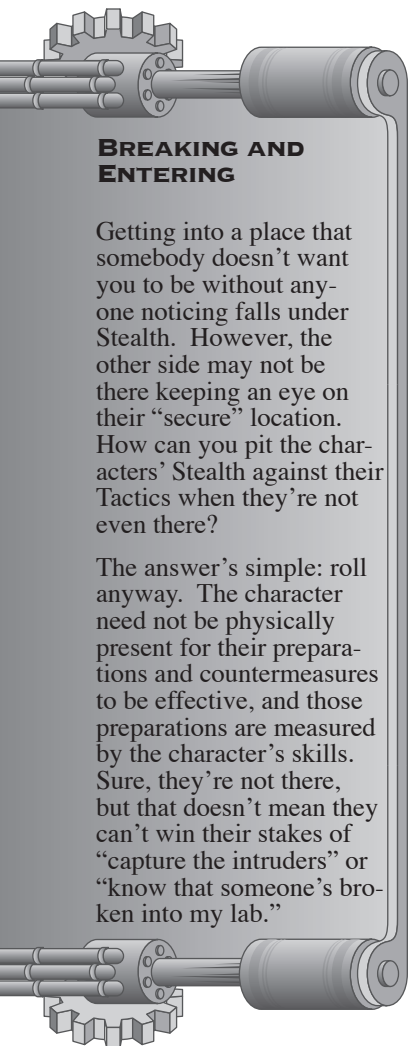 Breaking and
Entering
Getting into a place that
somebody doesn’t want
you to be without any-
one noticing falls under
Stealth.  However, the
other side may not be
there keeping an eye on
their “secure” location.
How can you pit the char-
acters’ Stealth against their
Tactics when they’re not
even there?
The answer’s simple: roll
anyway.  The character
need not be physically
present for their prepara-
tions and countermeasures
to be effective, and those
preparations are measured
by the character’s skills.
Sure, they’re not there,
but that doesn’t mean they
can’t win their stakes of
“capture the intruders” or
“know that someone’s bro-
ken into my lab.”